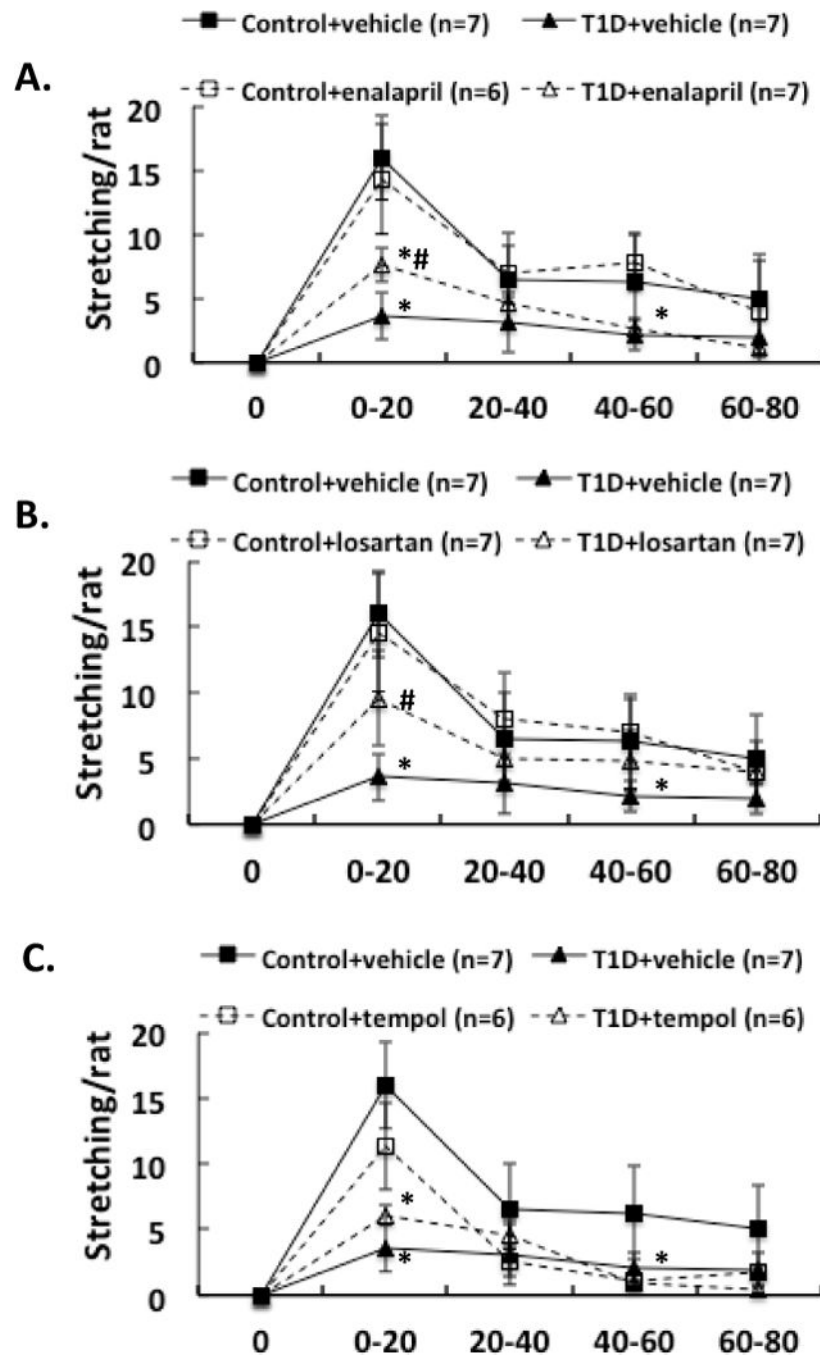 Control+vehicle (n=7) T1D+vehicle (n=7)
A.
Control+enalapril (n=6) T1D+enalapril (n=7)
20
15
10
5
0
Stretching/rat
*#
*
*
0 0-20 20-40 40-60 60-80
Control+vehicle (n=7) T1D+vehicle (n=7)
B.
Control+losartan (n=7) T1D+losartan (n=7)
20
15
10
5
0
Stretching/rat
#
*
*
0 0-20 20-40 40-60 60-80
C.
Control+vehicle (n=7) T1D+vehicle (n=7)
Control+tempol (n=6) T1D+tempol (n=6)
20
15
10
5
0
Stretching/rat
*
*
*
0 0-20 20-40 40-60 60-80